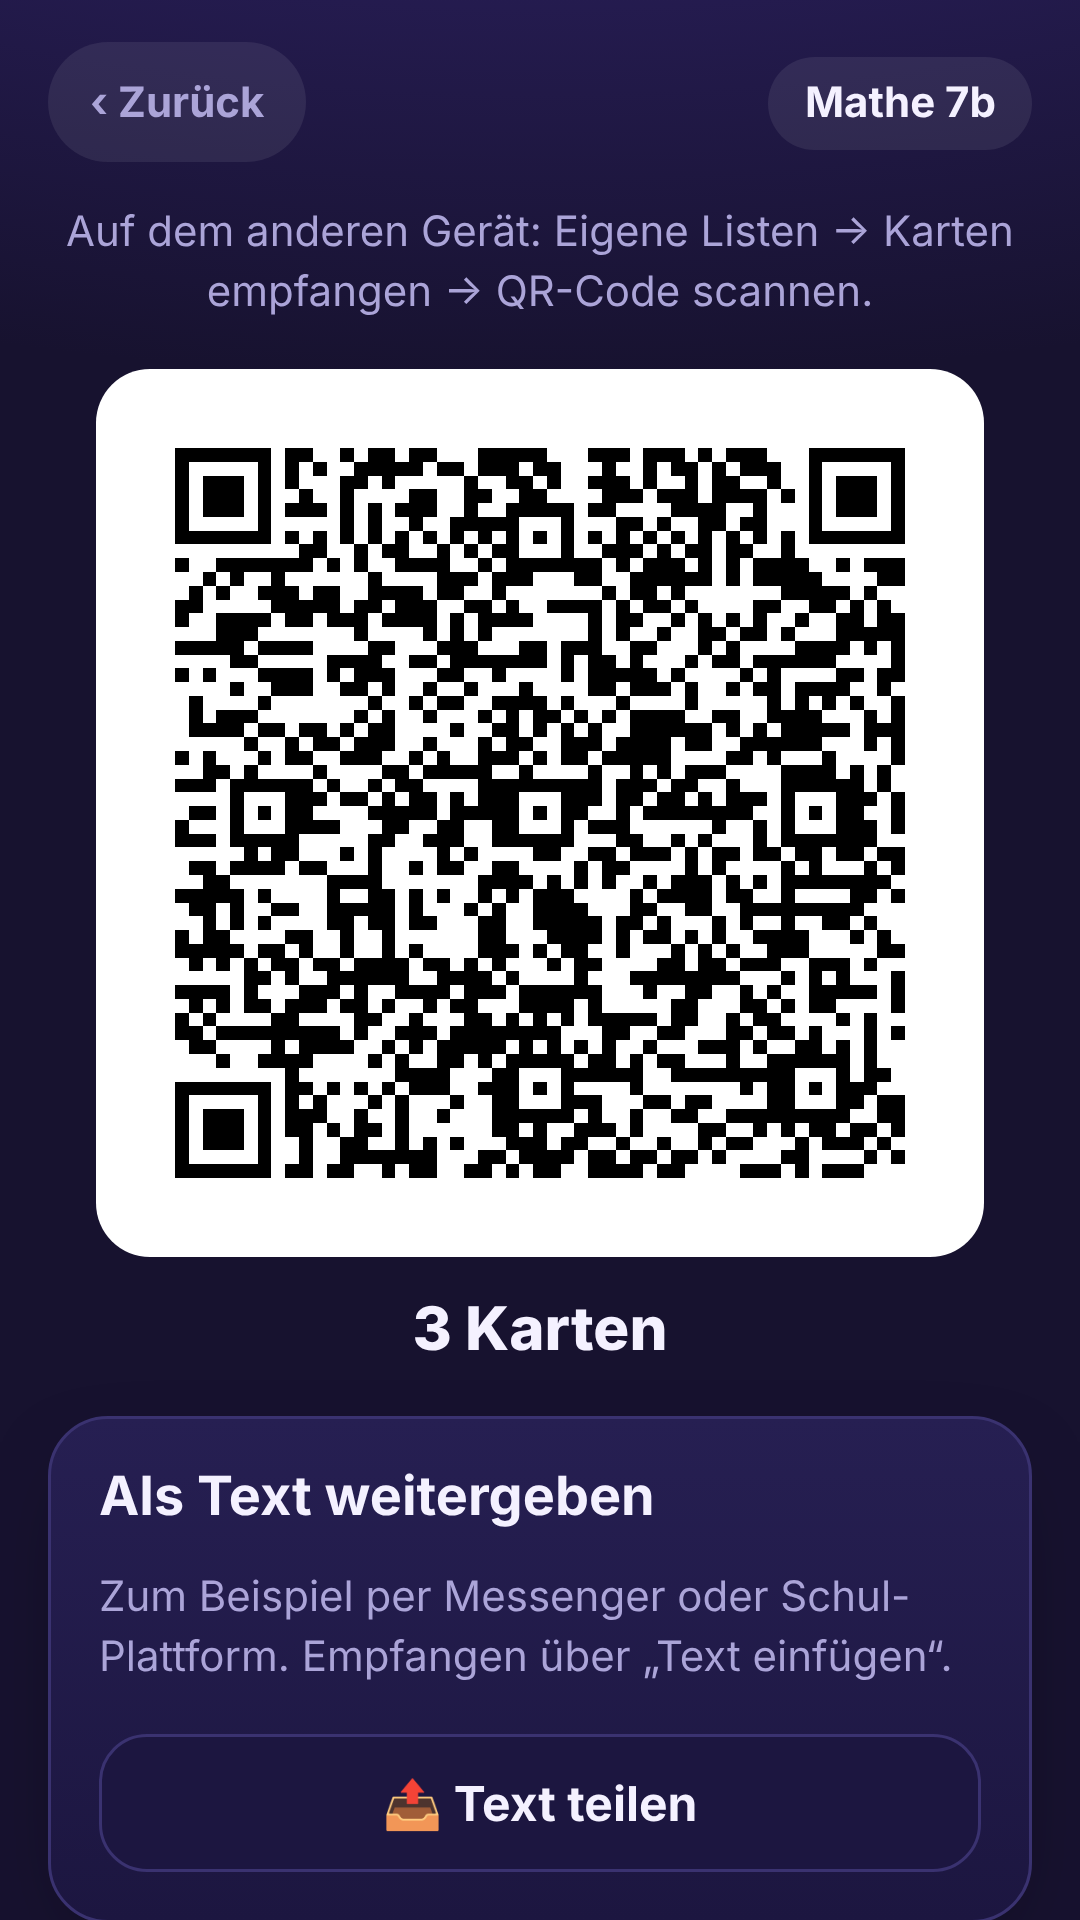 ‹ Zurück
Mathe 7b
Auf dem anderen Gerät: Eigene Listen → Karten
empfangen → QR-Code scannen.
3 Karten
Als Text weitergeben
Zum Beispiel per Messenger oder Schul-
Plattform. Empfangen über „Text einfügen“.
📤 Text teilen